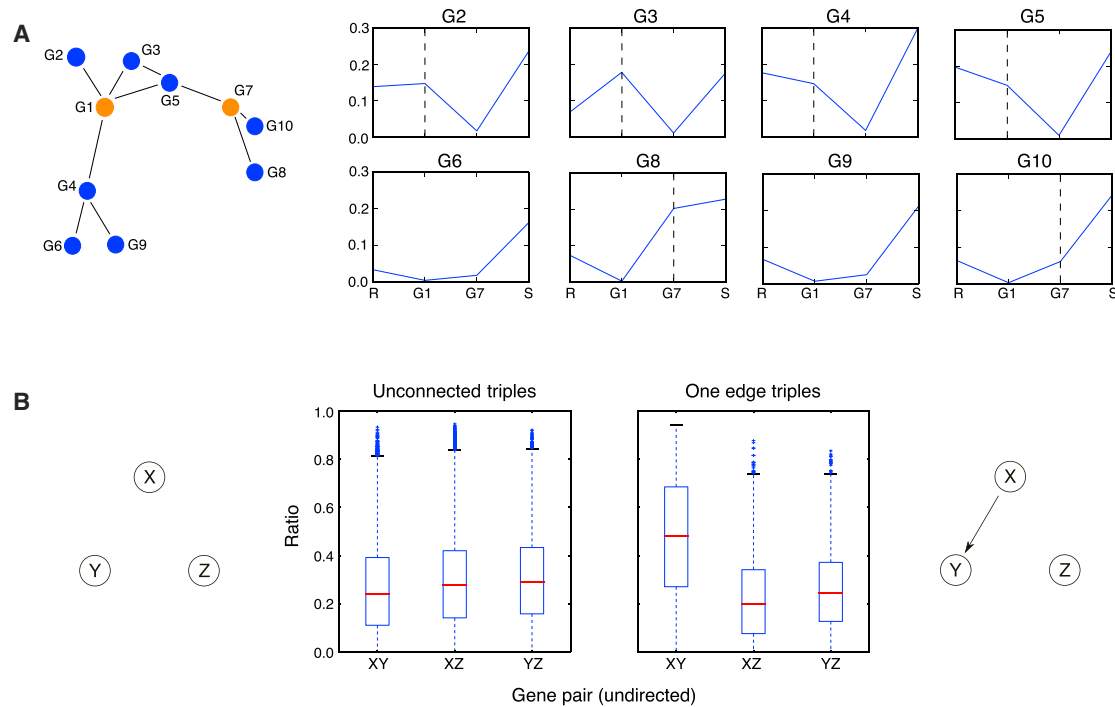 A
G2
G3
G1
G5
G7
G10
G8
G4
G6
G9
G2
G3
G4
G5
0.3
0.2
0.1
0.0
G6
G8
G9
G10
0.3
0.2
0.1
0.0
R G1 G7 S
R G1 G7 S
R G1 G7 S
R G1 G7 S
B
X
Y
Z
Unconnected triples
One edge triples
Ratio
1.0
0.8
0.6
0.4
0.2
0.0
XY XZ YZ
XY XZ YZ
Gene pair (undirected)
X
Y
Z